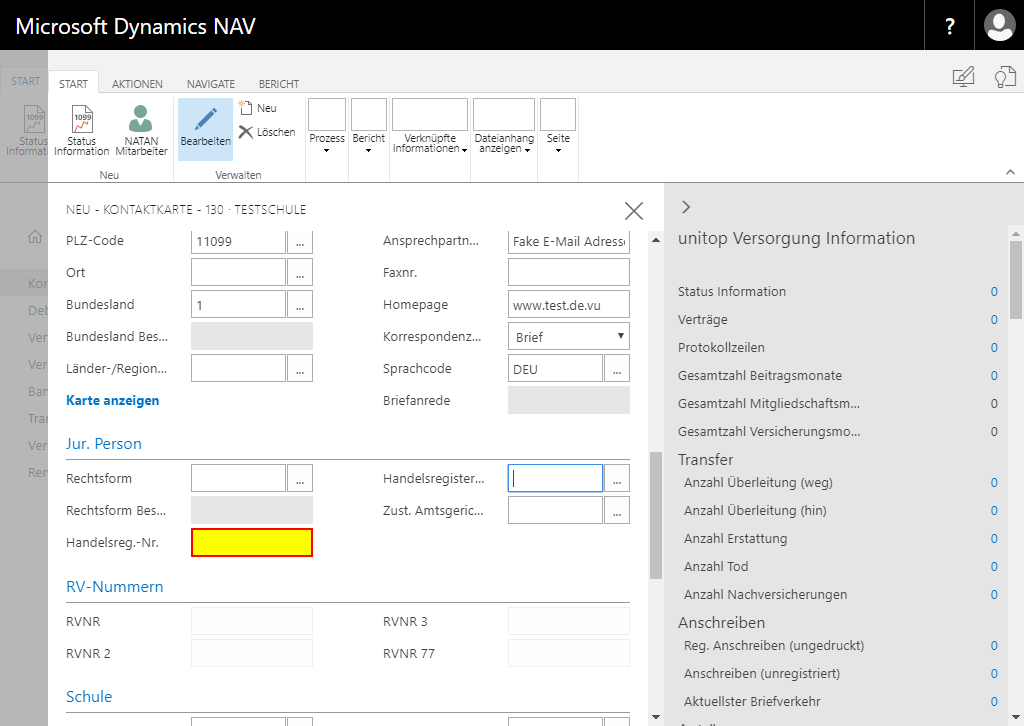 Microsoft Dynamics NAV
?
START
START
AKTIONEN
NAVIGATE
BERICHT
1099
Status
Informat
1099
Status
Information
NATAN
Mitarbeiter
Neu
Bearbeiten
Neu
Löschen
Verwalten
Prozess
Bericht
Verknüpfte
Informationen
Dateianhang
anzeigen
Seite
NEU - KONTAKTKARTE - 130 · TESTSCHULE
PLZ-Code 11099 ...
Ansprechpartn... Fake E-Mail Adresse
Ort ...
Faxnr.
Bundesland 1 ...
Homepage www.test.de.vu
Bundesland Bes...
Korrespondenz... Brief
Länder-/Region... ...
Sprachcode DEU ...
Karte anzeigen
Briefanrede
Jur. Person
Rechtsform ...
Handelsregister... ...
Rechtsform Bes...
Zust. Amtsgeric... ...
Handelsreg.-Nr.
RV-Nummern
RVNR
RVNR 3
RVNR 2
RVNR 77
Schule
Kon
Deb
Ver
Ver
Ban
Tra
Ver
Ren
unitop Versorgung Information
Status Information 0
Verträge 0
Protokollzeilen 0
Gesamtzahl Beitragsmonate 0
Gesamtzahl Mitgliedschaftsm... 0
Gesamtzahl Versicherungsmo... 0
Transfer
Anzahl Überleitung (weg) 0
Anzahl Überleitung (hin) 0
Anzahl Erstattung 0
Anzahl Tod 0
Anzahl Nachversicherungen 0
Anschreiben
Reg. Anschreiben (ungedruckt) 0
Anschreiben (unregistriert) 0
Aktuellster Briefverkehr 0